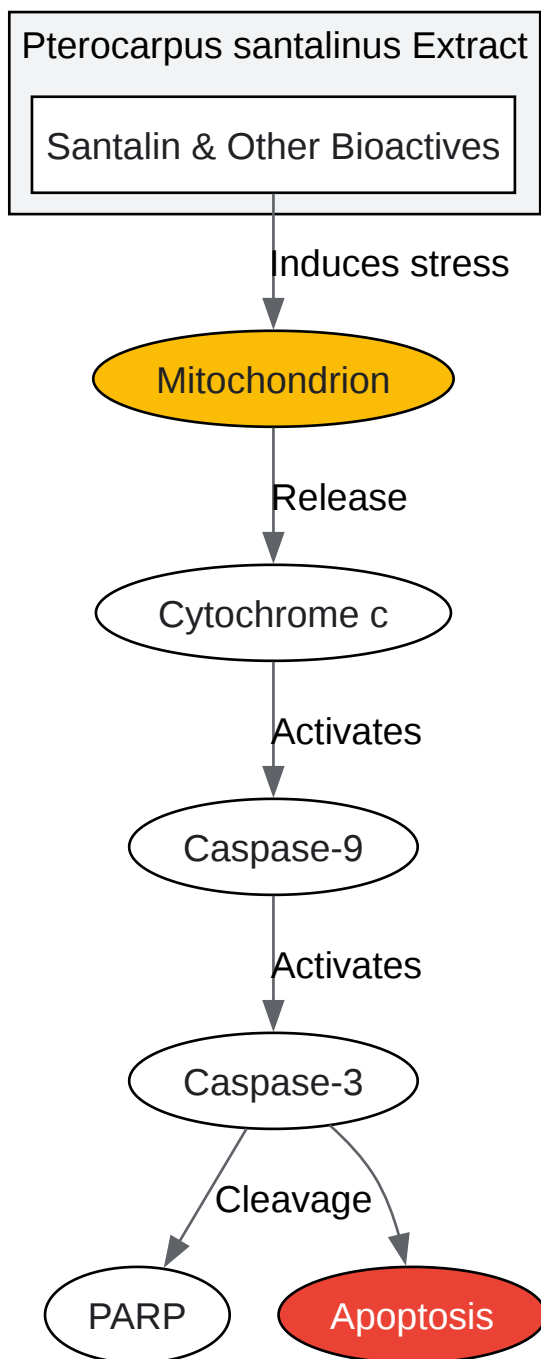 Pterocarpus santalinus Extract
Santalin & Other Bioactives
Induces stress
Mitochondrion
Release
Cytochrome c
Activates
Caspase-9
Activates
Caspase-3
Cleavage
PARP
Apoptosis